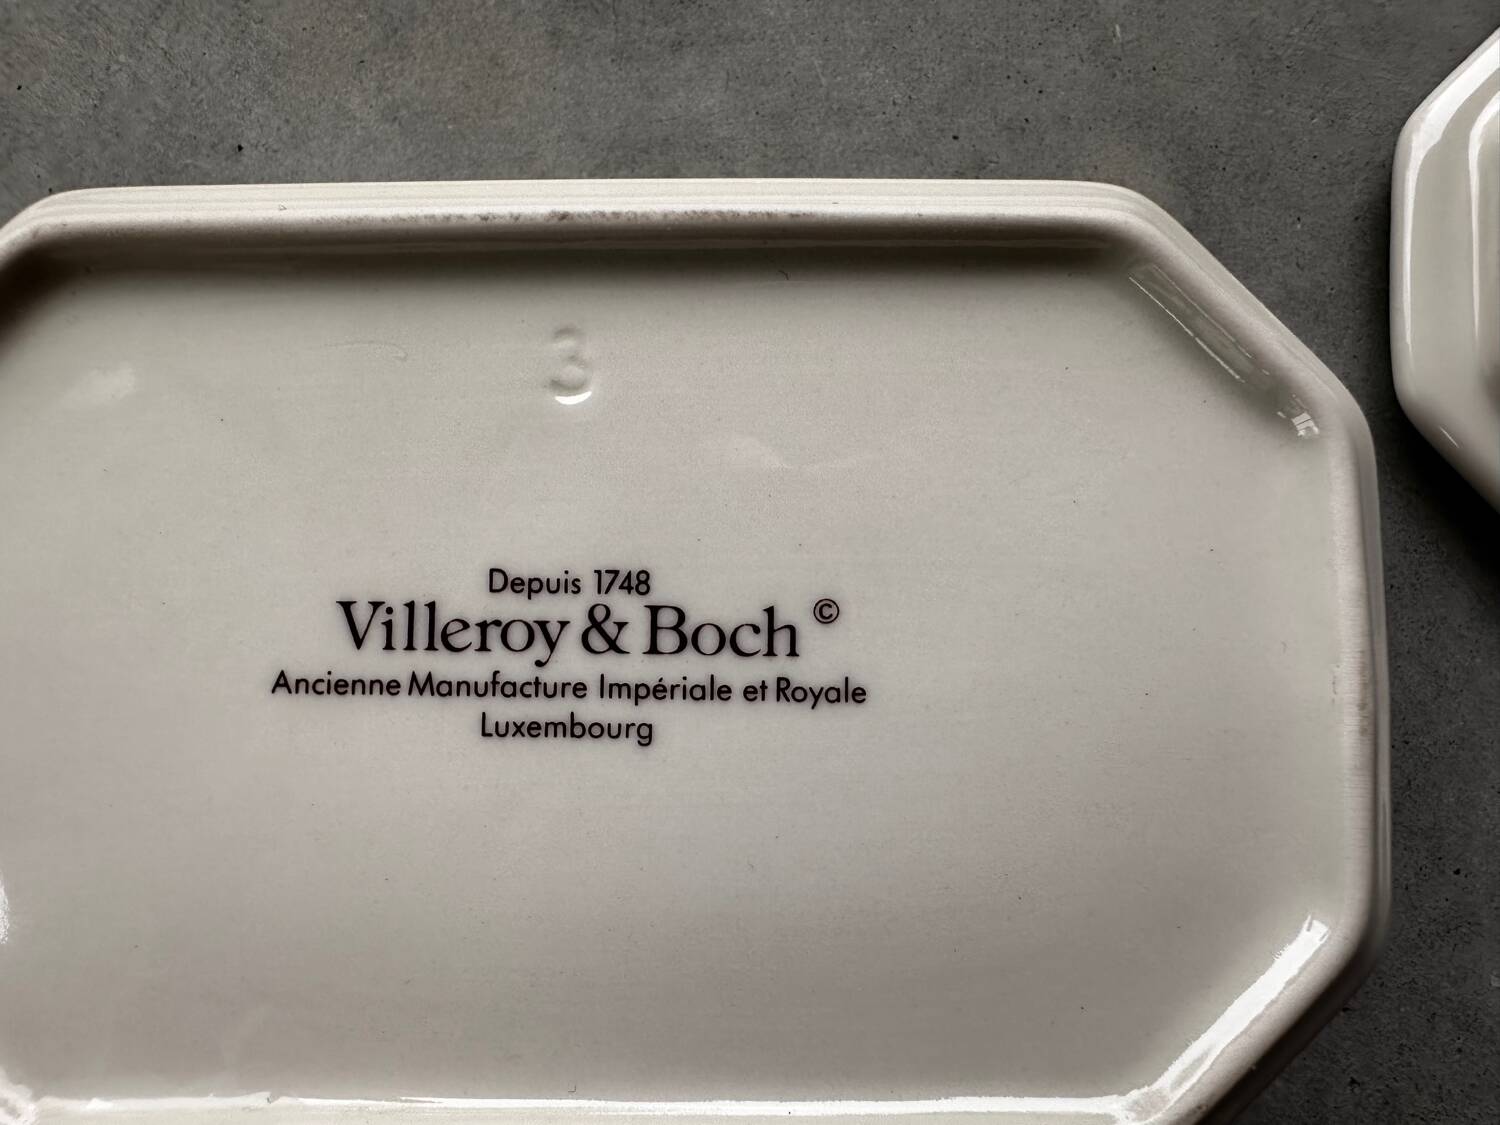 3
Depuis 1748
Villeroy & Boch ©
Ancienne Manufacture Impériale et Royale
Luxembourg